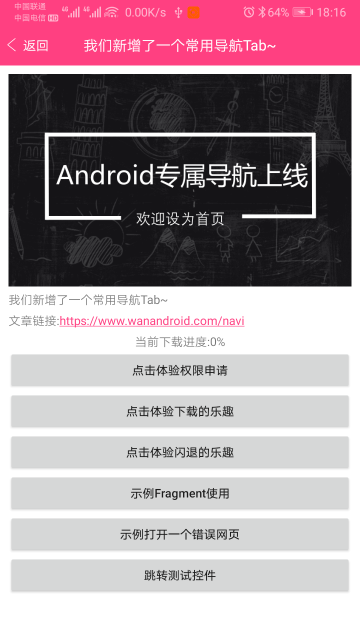 中国联通
中国电信 HD
4G 4G 0.00K/s 64% 18:16
返回
我们新增了一个常用导航Tab~
Android专属导航上线
欢迎设为首页
我们新增了一个常用导航Tab~
文章链接:https://www.wanandroid.com/navi
当前下载进度:0%
点击体验权限申请
点击体验下载的乐趣
点击体验闪退的乐趣
示例Fragment使用
示例打开一个错误网页
跳转测试控件